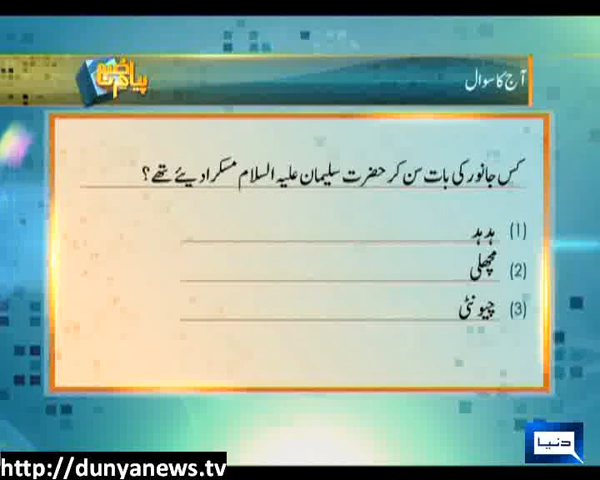 پیام صبح
آج کا سوال
کس جانور کی بات سن کر حضرت سلیمان علیہ السلام مسکرا دیئے تھے؟
(1) ہدہد
(2) مچھلی
(3) چیونٹی
دنیا
http://dunyanews.tv